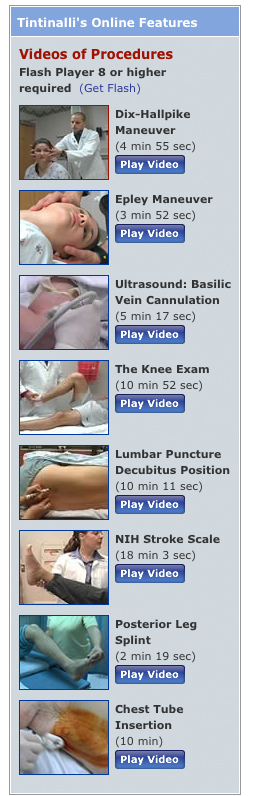 Tintinalli's Online Features
Videos of Procedures
Flash Player 8 or higher
required (Get Flash)
Dix-Hallpike
Maneuver
(4 min 55 sec)
Play Video
Epley Maneuver
(3 min 52 sec)
Play Video
Ultrasound: Basilic
Vein Cannulation
(5 min 17 sec)
Play Video
The Knee Exam
(10 min 52 sec)
Play Video
Lumbar Puncture
Decubitus Position
(10 min 11 sec)
Play Video
NIH Stroke Scale
(18 min 3 sec)
Play Video
Posterior Leg
Splint
(2 min 19 sec)
Play Video
Chest Tube
Insertion
(10 min)
Play Video